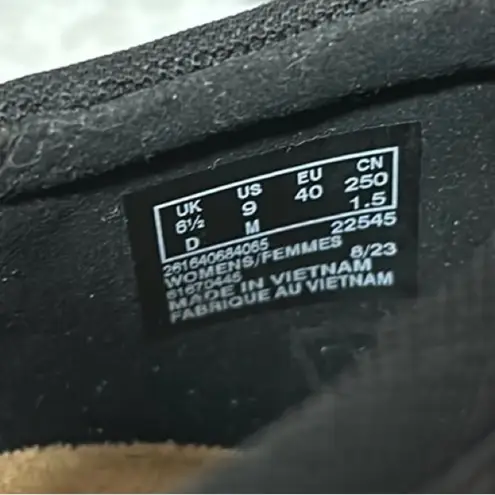 UK US EU CN
6½ 9 40 250
D M 1.5
261640684065 22545
WOMENS/FEMMES 8/23
61670445
MADE IN VIETNAM
FABRIQUE AU VIETNAM